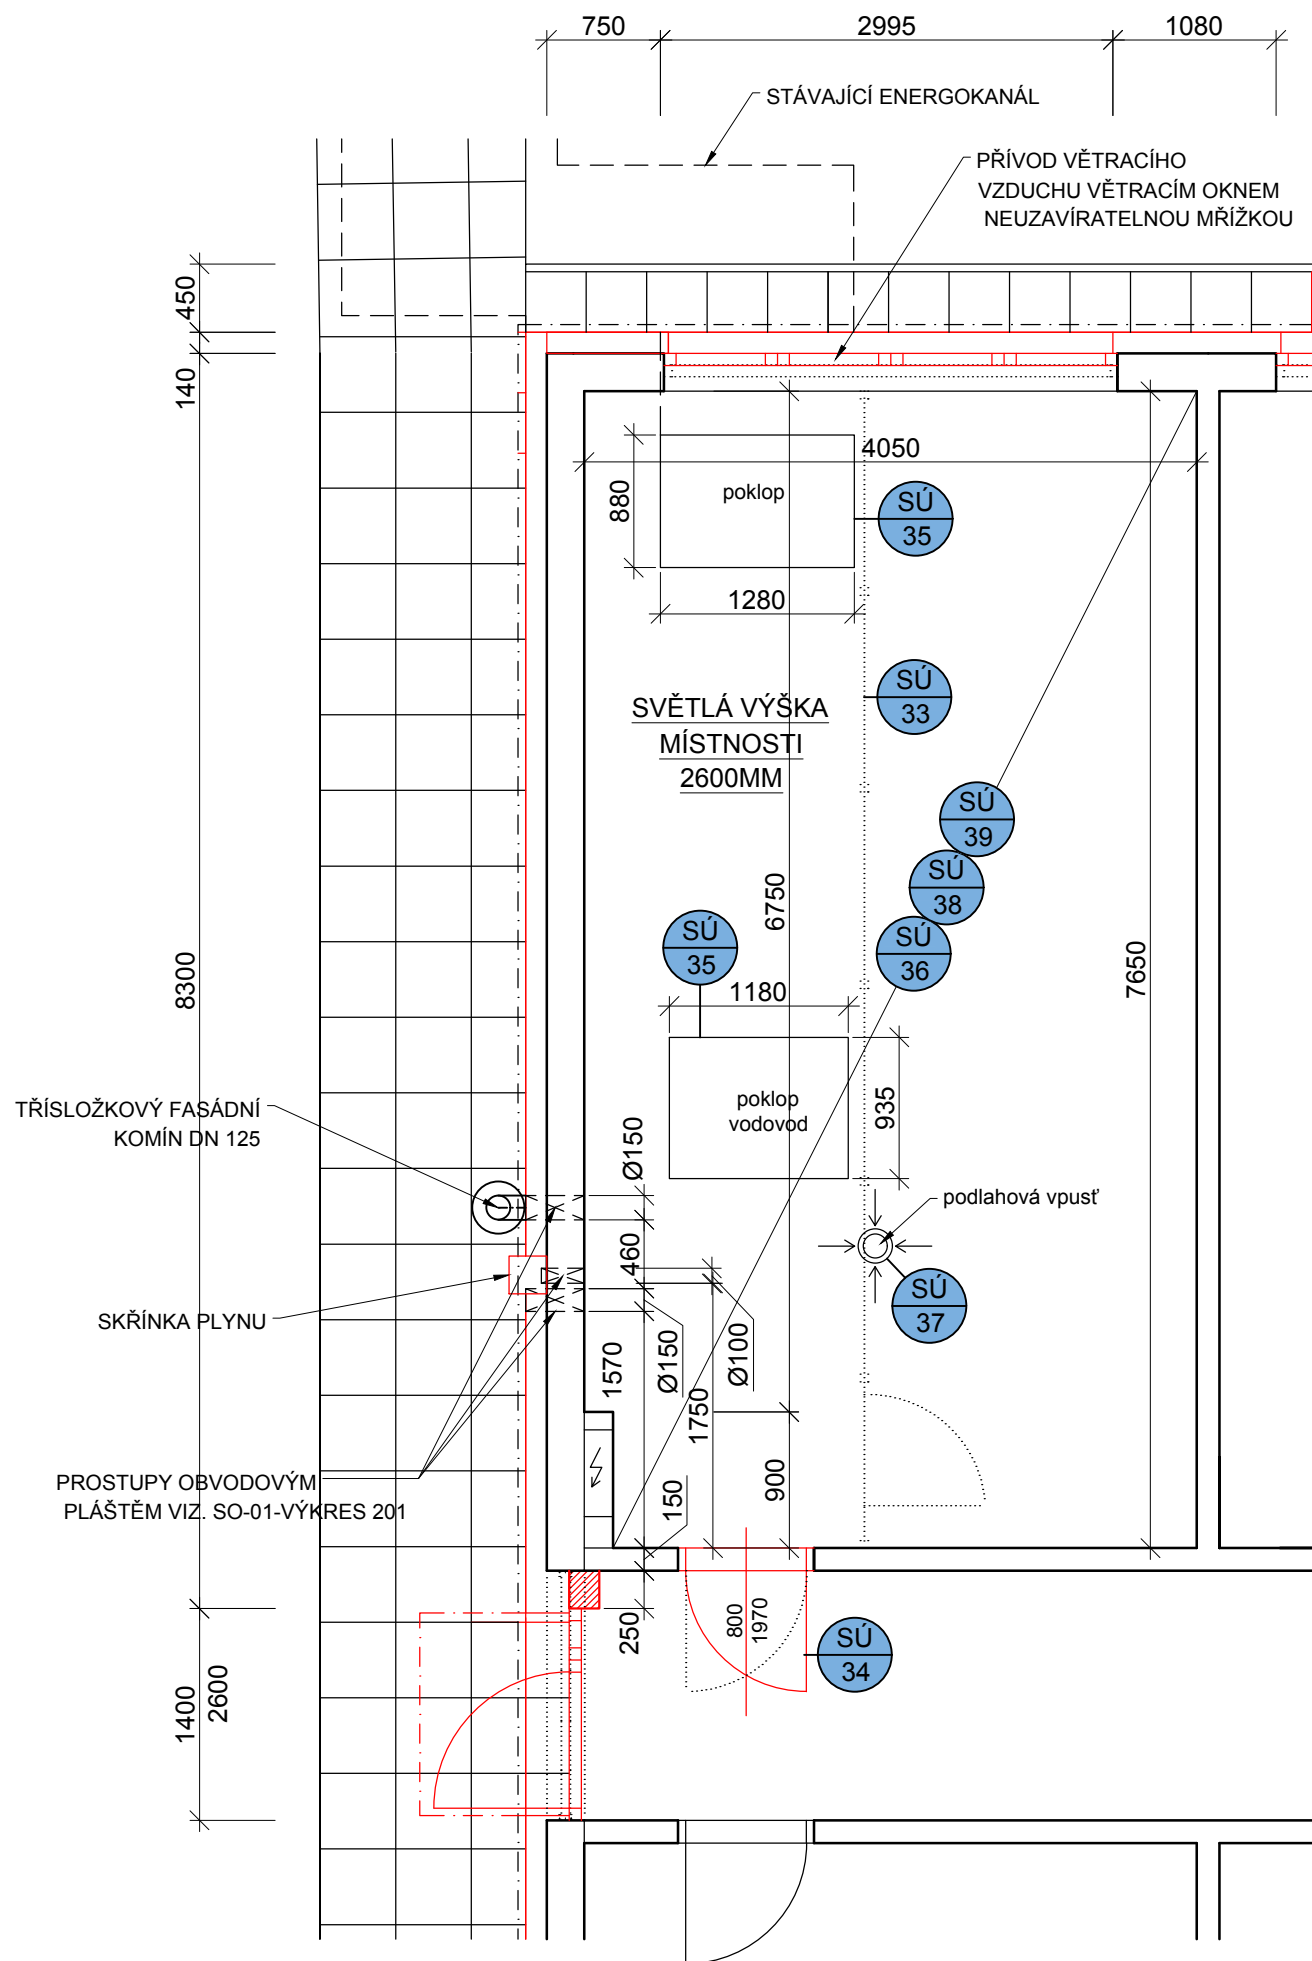 750
2995
1080
STÁVAJÍCÍ ENERGOKANÁL
PŘÍVOD VĚTRACÍHO
VZDUCHU VĚTRACÍM OKNEM
NEUZAVÍRATELNOU MŘÍŽKOU
450
140
4050
880
poklop
SÚ
35
1280
SVĚTLÁ VÝŠKA
MÍSTNOSTI
2600MM
SÚ
33
SÚ
39
SÚ
38
SÚ
36
6750
7650
SÚ
35
1180
8300
poklop
vodovod
935
TŘÍSLOŽKOVÝ FASÁDNÍ
KOMÍN DN 125
Ø150
podlahová vpusť
460
SKŘÍNKA PLYNU
SÚ
37
1570
Ø150
Ø100
1750
PROSTUPY OBVODOVÝM
PLÁŠTĚM VIZ. SO-01-VÝKRES 201
150
900
250
800
1970
SÚ
34
1400
2600